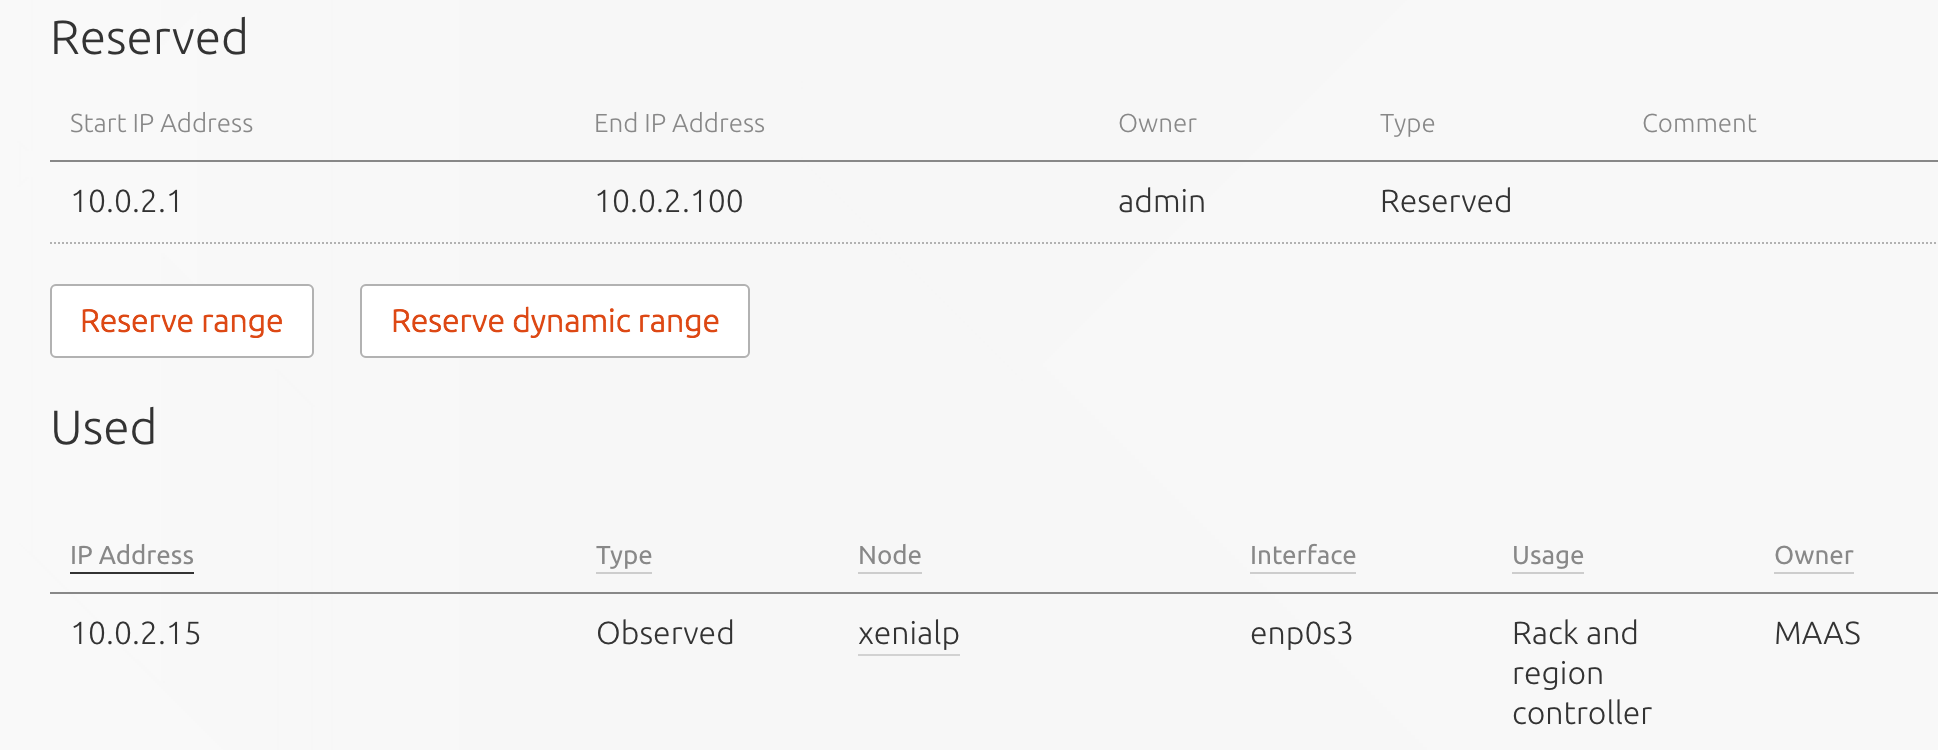 Reserved
Start IP Address End IP Address Owner Type Comment
10.0.2.1 10.0.2.100 admin Reserved
Reserve range Reserve dynamic range
Used
IP Address Type Node Interface Usage Owner
10.0.2.15 Observed xenialp enp0s3 Rack and MAAS
region
controller